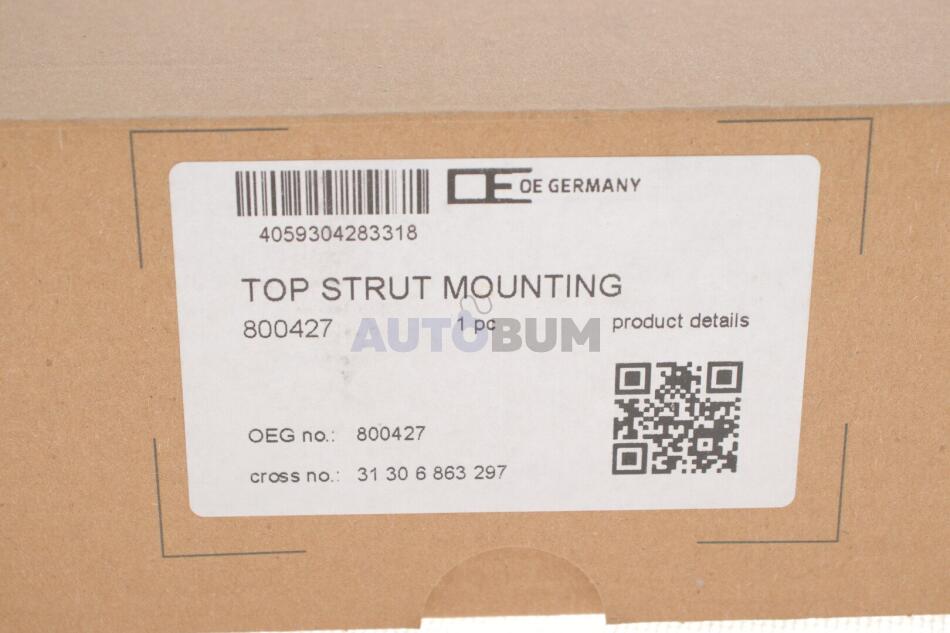 OE GERMANY
4059304283318
TOP STRUT MOUNTING
800427 1 pc product details
AUTOBUM
OEG no.: 800427
cross no.: 31 30 6 863 297